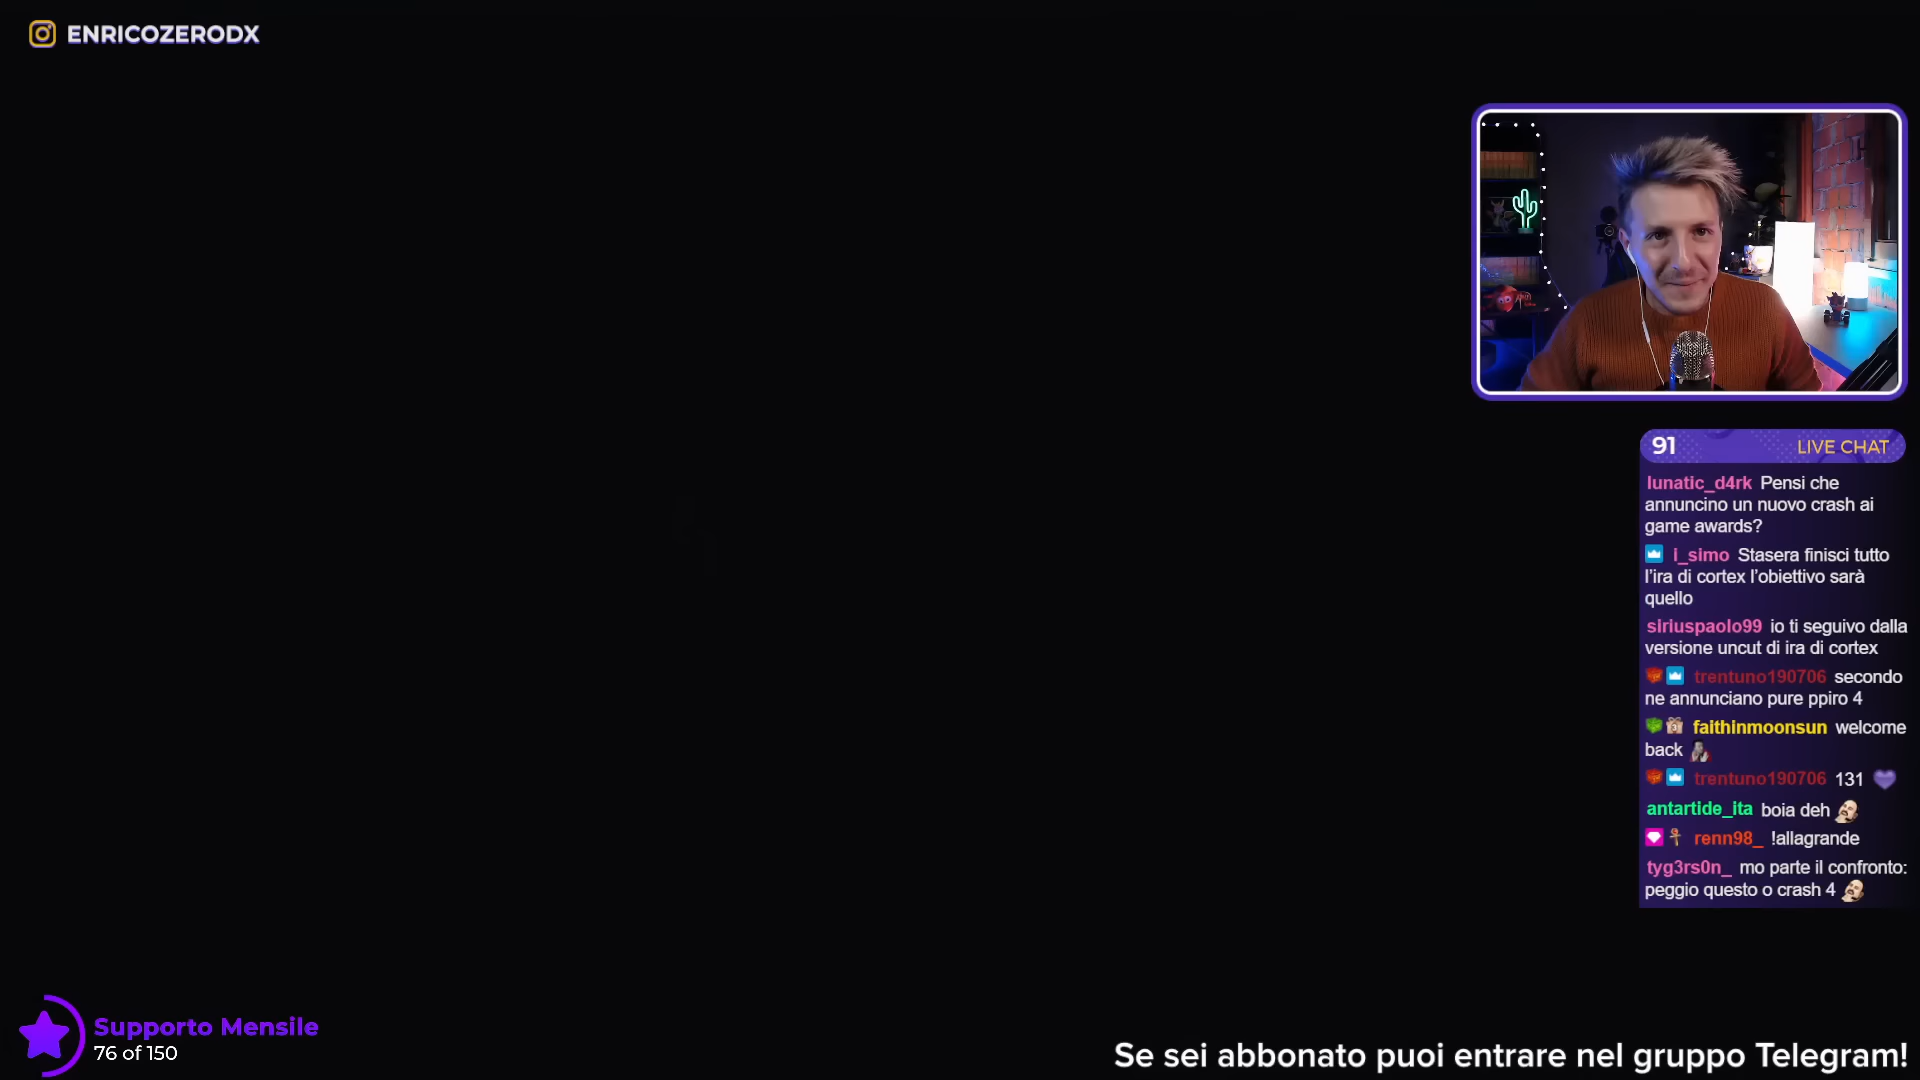 ENRICOZERODX
91
LIVE CHAT
lunatic_d4rk Pensi che
annuncino un nuovo crash ai
game awards?
i_simo Stasera finisci tutto
l'ira di cortex l'obiettivo sarà
quello
siriuspaolo99 io ti seguivo dalla
versione uncut di ira di cortex
trentuno190706 secondo
ne annunciano pure ppiro 4
faithinmoonsun welcome
back
trentuno190706 131
antartide_ita boia deh
renn98_ !allagrande
tyg3rs0n_ mo parte il confronto:
peggio questo o crash 4
Supporto Mensile
76 of 150
Se sei abbonato puoi entrare nel gruppo Telegram!